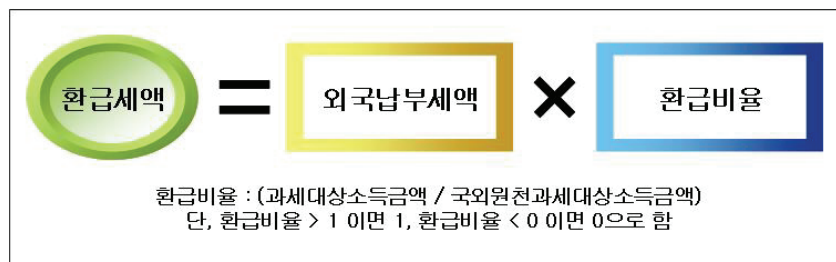 환급세액 = 외국납부세액 × 환급비율
환급비율 : (과세대상소득금액 / 국외원천과세대상소득금액)
단, 환급비율 > 1 이면 1, 환급비율 < 0 이면 0으로 함